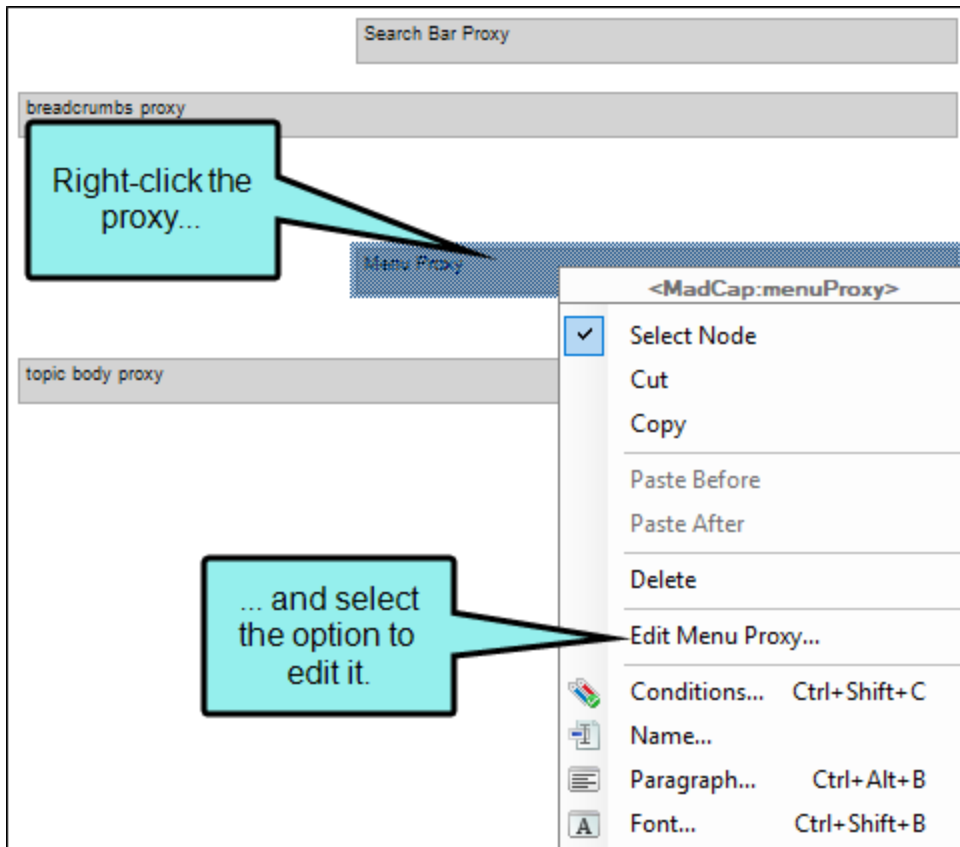 Search Bar Proxy
breadcrumbs proxy
Right-click the
proxy...
Menu Proxy
<MadCap:menuProxy>
Select Node
Cut
Copy
topic body proxy
Paste Before
Paste After
Delete
... and select
the option to
edit it.
Edit Menu Proxy...
Conditions... Ctrl+Shift+C
Name...
Paragraph... Ctrl+Alt+B
A Font... Ctrl+Shift+B